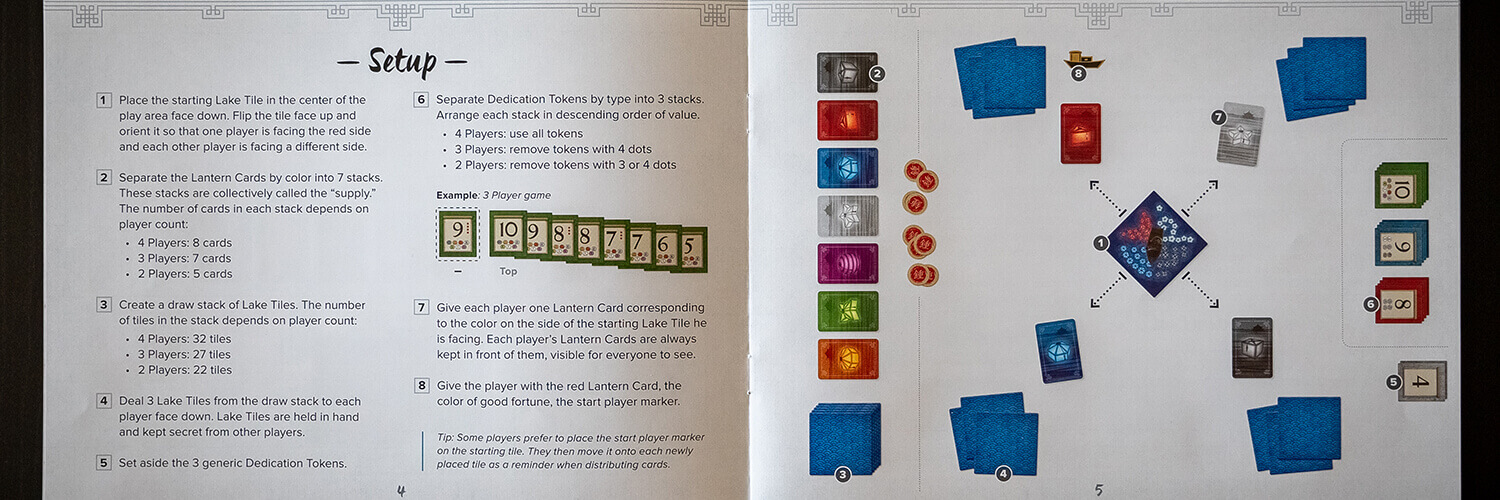 Setup
1 Place the starting Lake Tile in the center of the
play area face down. Flip the tile face up and
orient it so that one player is facing the red side
and each other player is facing a different side.
2 Separate the Lantern Cards by color into 7 stacks.
These stacks are collectively called the “supply.”
The number of cards in each stack depends on
player count:
• 4 Players: 8 cards
• 3 Players: 7 cards
• 2 Players: 5 cards
3 Create a draw stack of Lake Tiles. The number
of tiles in the stack depends on player count:
• 4 Players: 32 tiles
• 3 Players: 27 tiles
• 2 Players: 22 tiles
4 Deal 3 Lake Tiles from the draw stack to each
player face down. Lake Tiles are held in hand
and kept secret from other players.
5 Set aside the 3 generic Dedication Tokens.
6 Separate Dedication Tokens by type into 3 stacks.
Arrange each stack in descending order of value.
• 4 Players: use all tokens
• 3 Players: remove tokens with 4 dots
• 2 Players: remove tokens with 3 or 4 dots
Example: 3 Player game
9 10 9 8 8 7 7 6 5
– Top
7 Give each player one Lantern Card corresponding
to the color on the side of the starting Lake Tile he
is facing. Each player’s Lantern Cards are always
kept in front of them, visible for everyone to see.
8 Give the player with the red Lantern Card, the
color of good fortune, the start player marker.
Tip: Some players prefer to place the start player marker
on the starting tile. They then move it onto each newly
placed tile as a reminder when distributing cards.
4
2
8
7
10
1
9
6
8
5
4
3
4
5